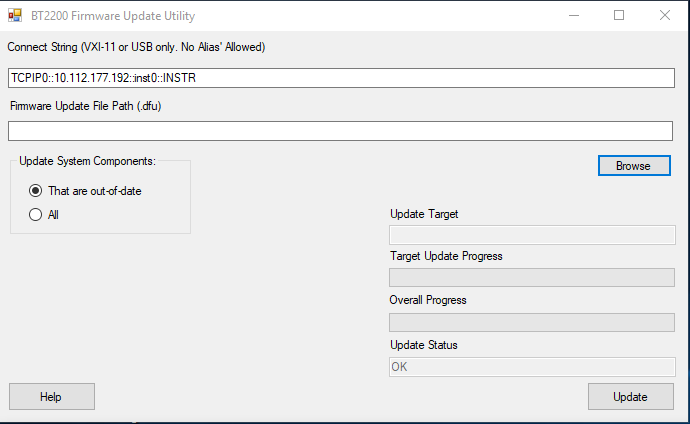 BT2200 Firmware Update Utility
Connect String (VXI-11 or USB only. No Alias' Allowed)
TCPIP0::10.112.177.192::inst0::INSTR
Firmware Update File Path (.dfu)
Update System Components:
That are out-of-date
All
Browse
Update Target
Target Update Progress
Overall Progress
Update Status
OK
Help
Update